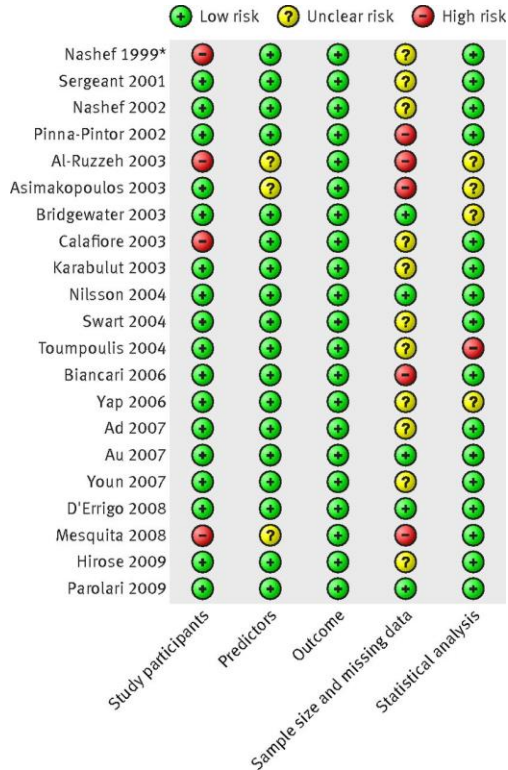 Low risk Unclear risk High risk
Nashef 1999*
Sergeant 2001
Nashef 2002
Pinna-Pintor 2002
Al-Ruzzeh 2003
Asimakopoulos 2003
Bridgewater 2003
Calafiore 2003
Karabulut 2003
Nilsson 2004
Swart 2004
Toumpoulis 2004
Biancari 2006
Yap 2006
Ad 2007
Au 2007
Youn 2007
D'Errigo 2008
Mesquita 2008
Hirose 2009
Parolari 2009
Study participants
Predictors
Outcome
Sample size and missing data
Statistical analysis